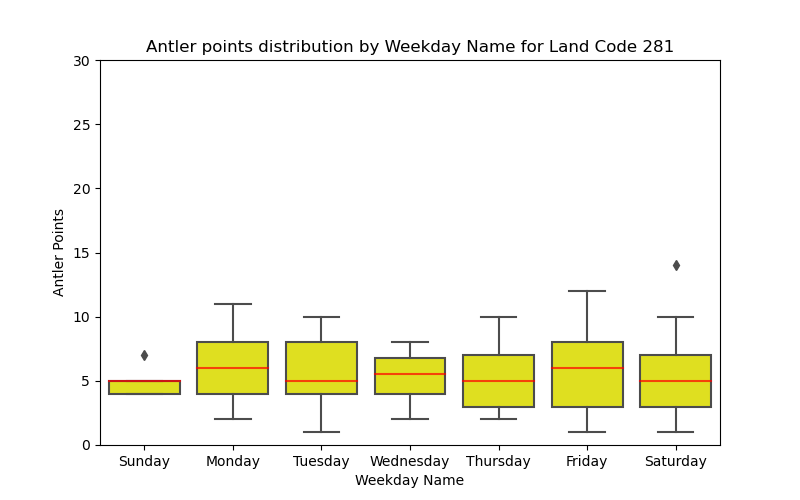 Antler points distribution by Weekday Name for Land Code 281
30
25
20
15
10
5
0
Antler Points
Sunday Monday Tuesday Wednesday Thursday Friday Saturday
Weekday Name